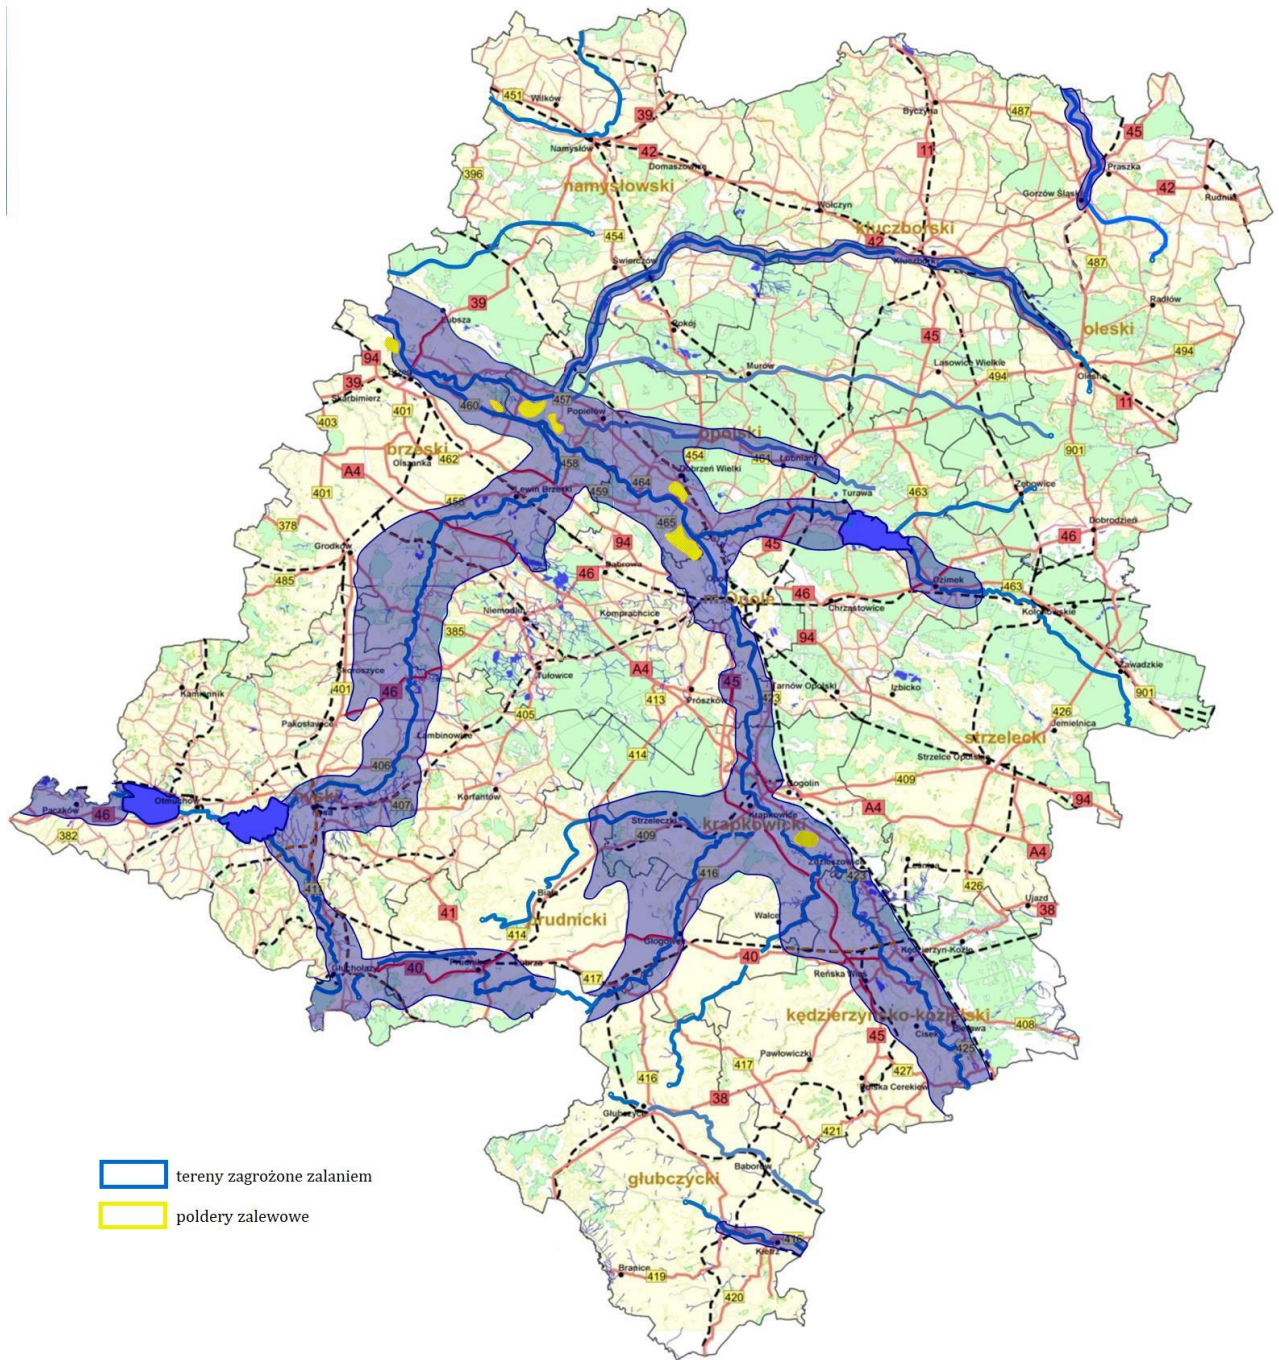 451
Wilków
39
Byczyna
487
45
Namysłów
42
Domaszowice
11
Praszka
396
namysłowski
42
Rudniki
Gorzów Śląski
Wołczyn
454
kluczborski
42
Świerczów
Kluczbork
487
39
Radłów
Lubsza
Pokój
45
oleski
94
Murów
Lasowice Wielkie
494
39
494
Olesno
Skarbimierz
401
460
457
11
403
Popielów
opolski
brzeski
901
A4
Olszanka
462
458
454
461
Łubniany
Dobrzeń Wielki
401
464
459
Turawa
463
Zębowice
458
Lewin Brzeski
378
465
Dobrodzień
Grodków
94
45
46
485
46
Dąbrowa
Opole
Ozimek
463
m.Opole
46
Niemodlin
Komprachcice
Chrząstowice
Kolonowskie
385
94
Skoroszyce
Tułowice
A4
Zawadzkie
Kamiennik
401
46
45
Tarnów Opolski
Izbicko
901
413
Prószków
423
405
426
Jemielnica
Pakosławice
Łambinowice
strzelecki
414
406
Strzelce Opolskie
409
Gogolin
nyski
Otmuchów
Korfantów
94
Paczków
46
407
A4
Nysa
Krapkowice
382
Strzeleczki
krapkowicki
409
A4
Zdzieszowice
Leśnica
416
423
411
426
Biała
Ujazd
41
prudnicki
Walce
38
414
Głogówek
Kędzierzyn-Koźle
40
Głuchołazy
40
Prudnik
Lubrza
417
Reńska Wieś
kędzierzyńsko-kozielski
408
Cisek
Bierawa
45
Pawłowiczki
425
417
427
416
Polska Cerekiew
38
Głubczyce
421
Baborów
tereny zagrożone zalaniem
głubczycki
poldery zalewowe
416
Kietrz
Branice
419
420